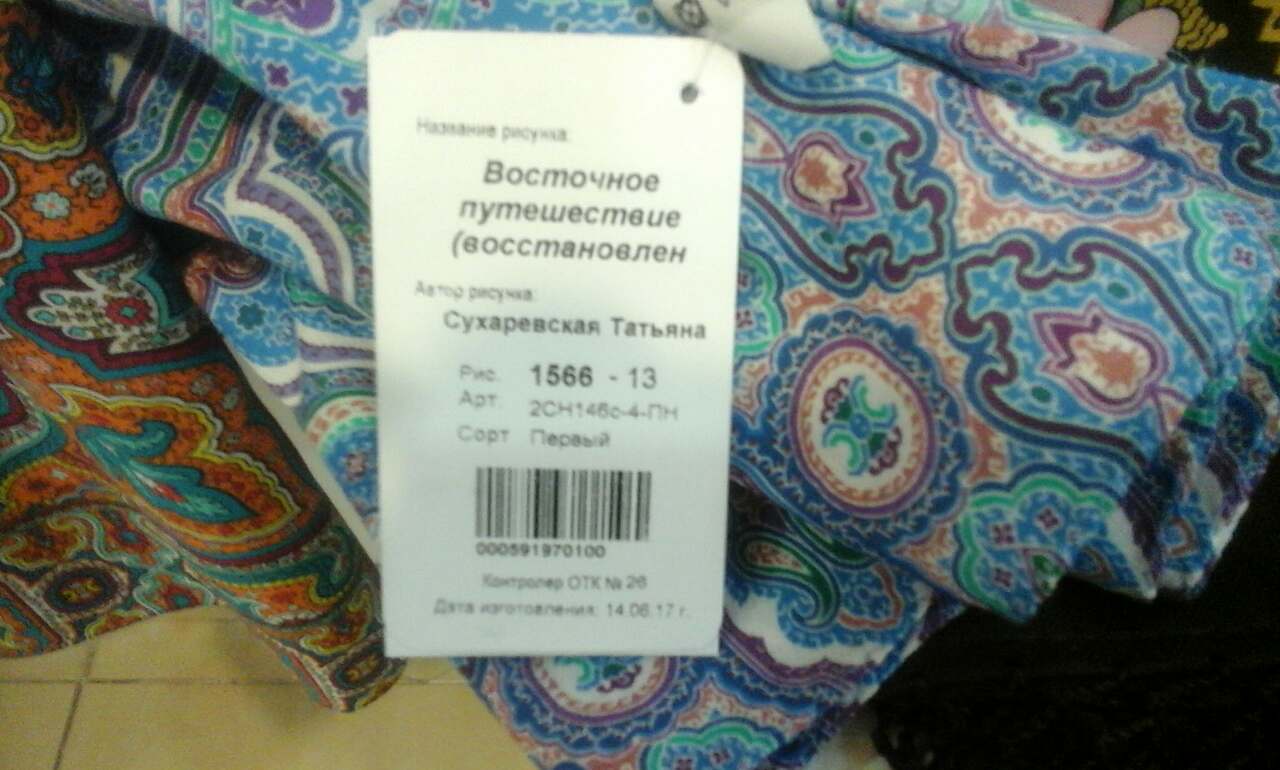 Название рисунка:
Восточное
путешествие
(восстановлен
Автор рисунка:
Сухаревская Татьяна
Рис. 1566 - 13
Арт. 2СН146с-4-ПН
Сорт Первый
000591970100
Контролер ОТК № 26
Дата изготовления: 14.06.17 г.